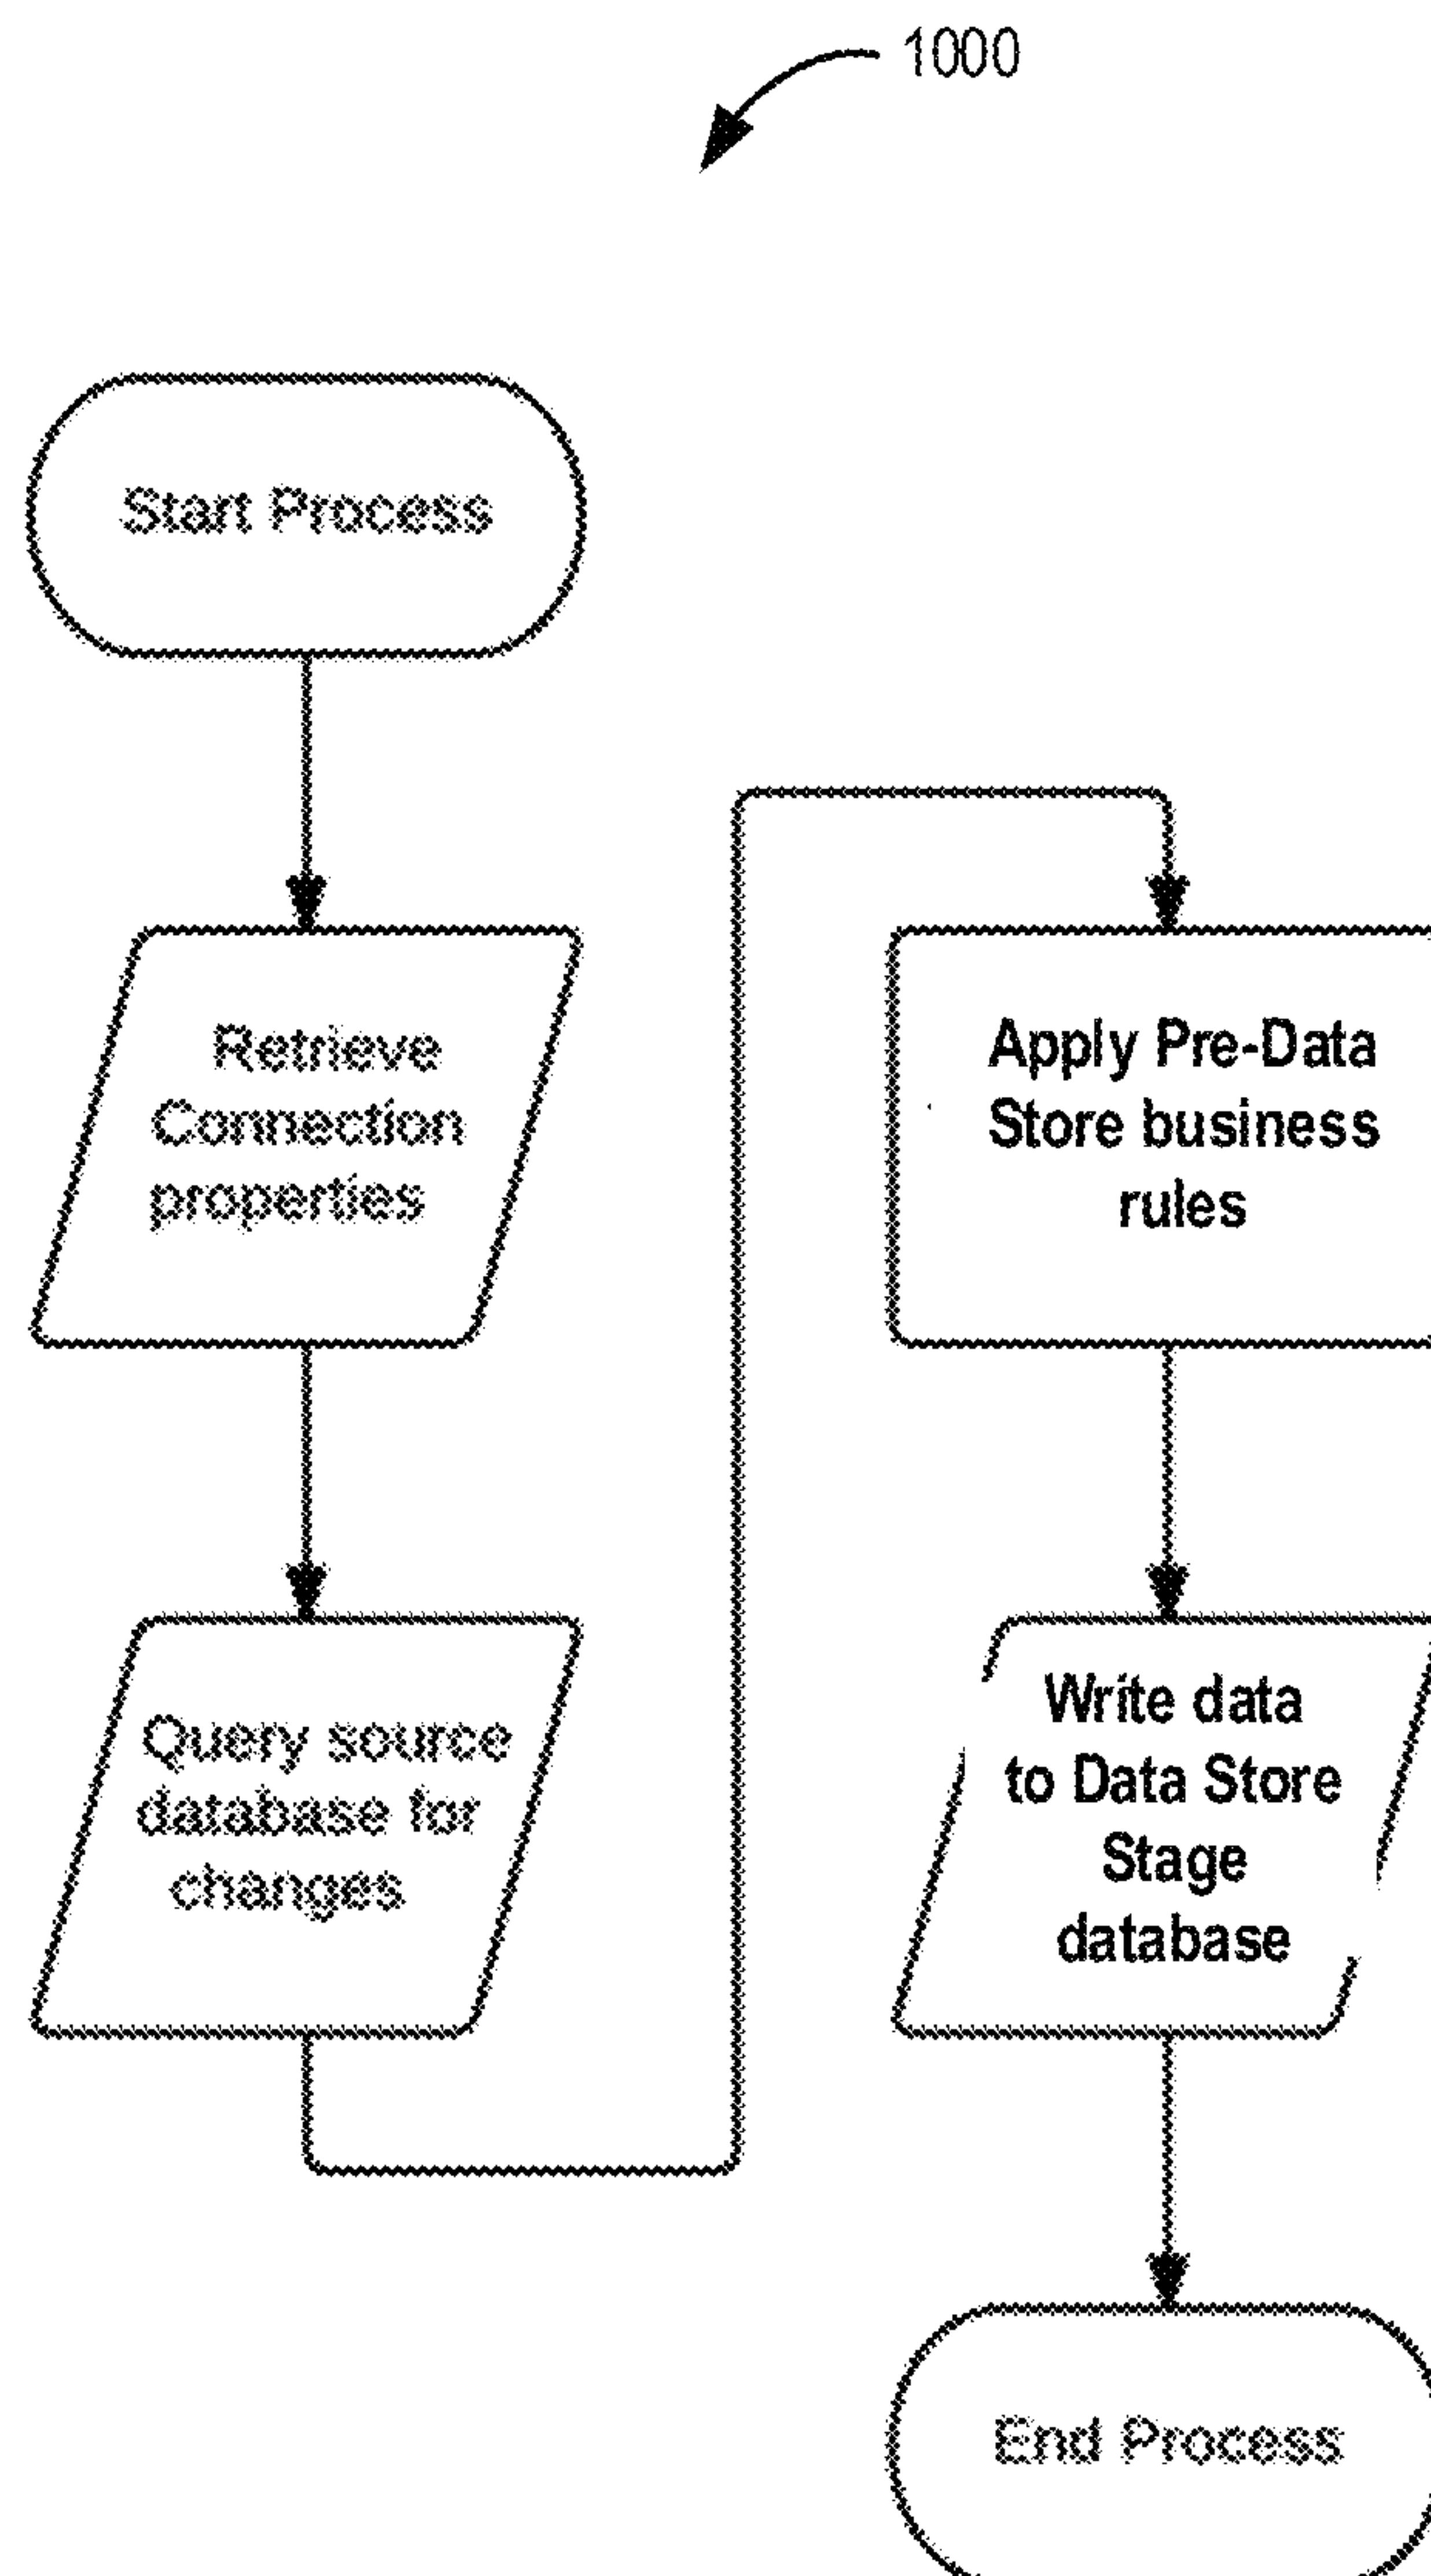 1000
Start Process
Retrieve
Connection
properties
Query source
database for
changes
Apply Pre-Data
Store business
rules
Write data
to Data Store
Stage
database
End Process